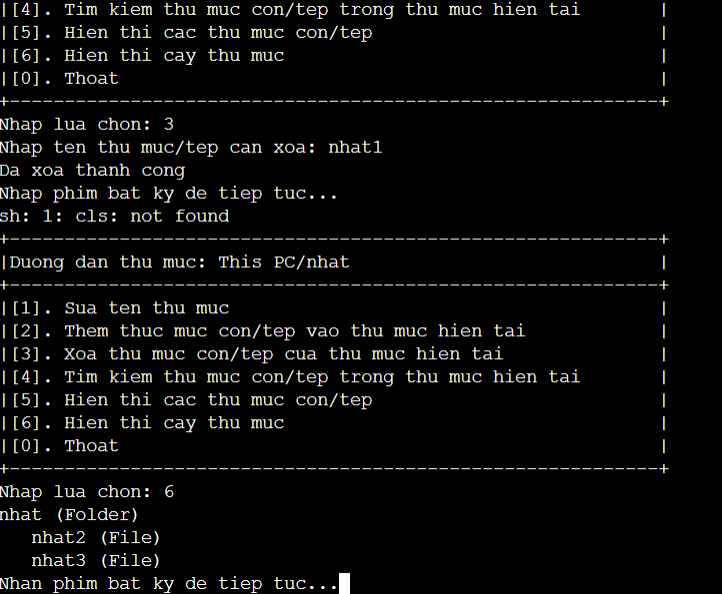 |[4]. Tim kiem thu muc con/tep trong thu muc hien tai |
|[5]. Hien thi cac thu muc con/tep |
|[6]. Hien thi cay thu muc |
|[0]. Thoat |
+-----------------------------------------------------------+
Nhap lua chon: 3
Nhap ten thu muc/tep can xoa: nhat1
Da xoa thanh cong
Nhap phim bat ky de tiep tuc...
sh: 1: cls: not found
+-----------------------------------------------------------+
|Duong dan thu muc: This PC/nhat |
+-----------------------------------------------------------+
|[1]. Sua ten thu muc |
|[2]. Them thuc muc con/tep vao thu muc hien tai |
|[3]. Xoa thu muc con/tep cua thu muc hien tai |
|[4]. Tim kiem thu muc con/tep trong thu muc hien tai |
|[5]. Hien thi cac thu muc con/tep |
|[6]. Hien thi cay thu muc |
|[0]. Thoat |
+-----------------------------------------------------------+
Nhap lua chon: 6
nhat (Folder)
   nhat2 (File)
   nhat3 (File)
Nhan phim bat ky de tiep tuc...